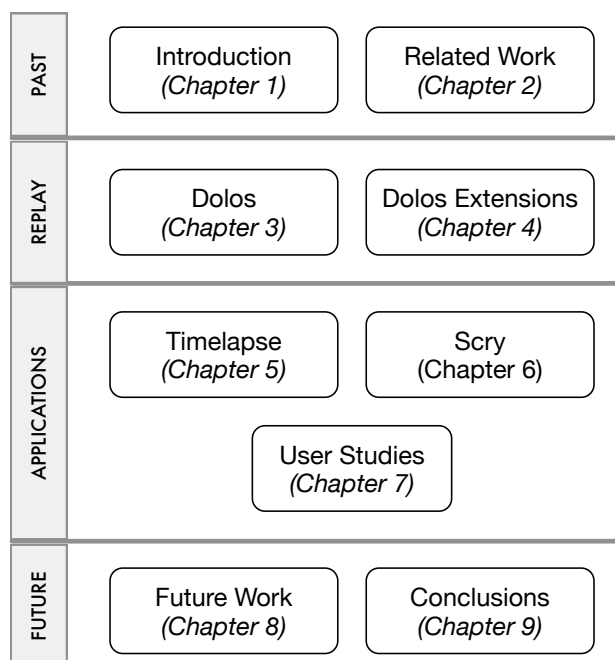 PAST
Introduction
(Chapter 1)
Related Work
(Chapter 2)
REPLAY
Dolos
(Chapter 3)
Dolos Extensions
(Chapter 4)
APPLICATIONS
Timelapse
(Chapter 5)
Scry
(Chapter 6)
User Studies
(Chapter 7)
FUTURE
Future Work
(Chapter 8)
Conclusions
(Chapter 9)